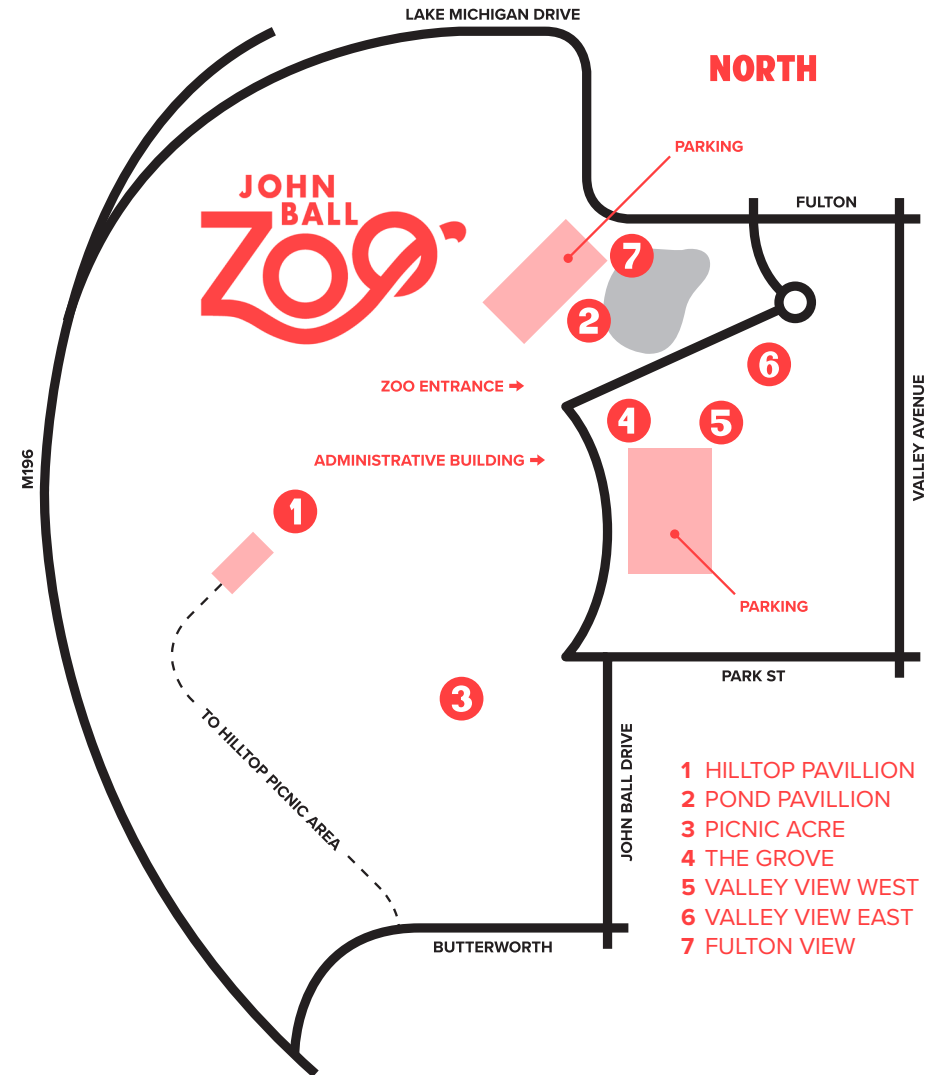 LAKE MICHIGAN DRIVE
NORTH
PARKING
JOHN
BALL
ZOO
FULTON
7
2
6
ZOO ENTRANCE
4
5
VALLEY AVENUE
ADMINISTRATIVE BUILDING
M196
1
PARKING
PARK ST
3
TO HILLTOP PICNIC AREA
JOHN BALL DRIVE
BUTTERWORTH
1 HILLTOP PAVILLION
2 POND PAVILLION
3 PICNIC ACRE
4 THE GROVE
5 VALLEY VIEW WEST
6 VALLEY VIEW EAST
7 FULTON VIEW